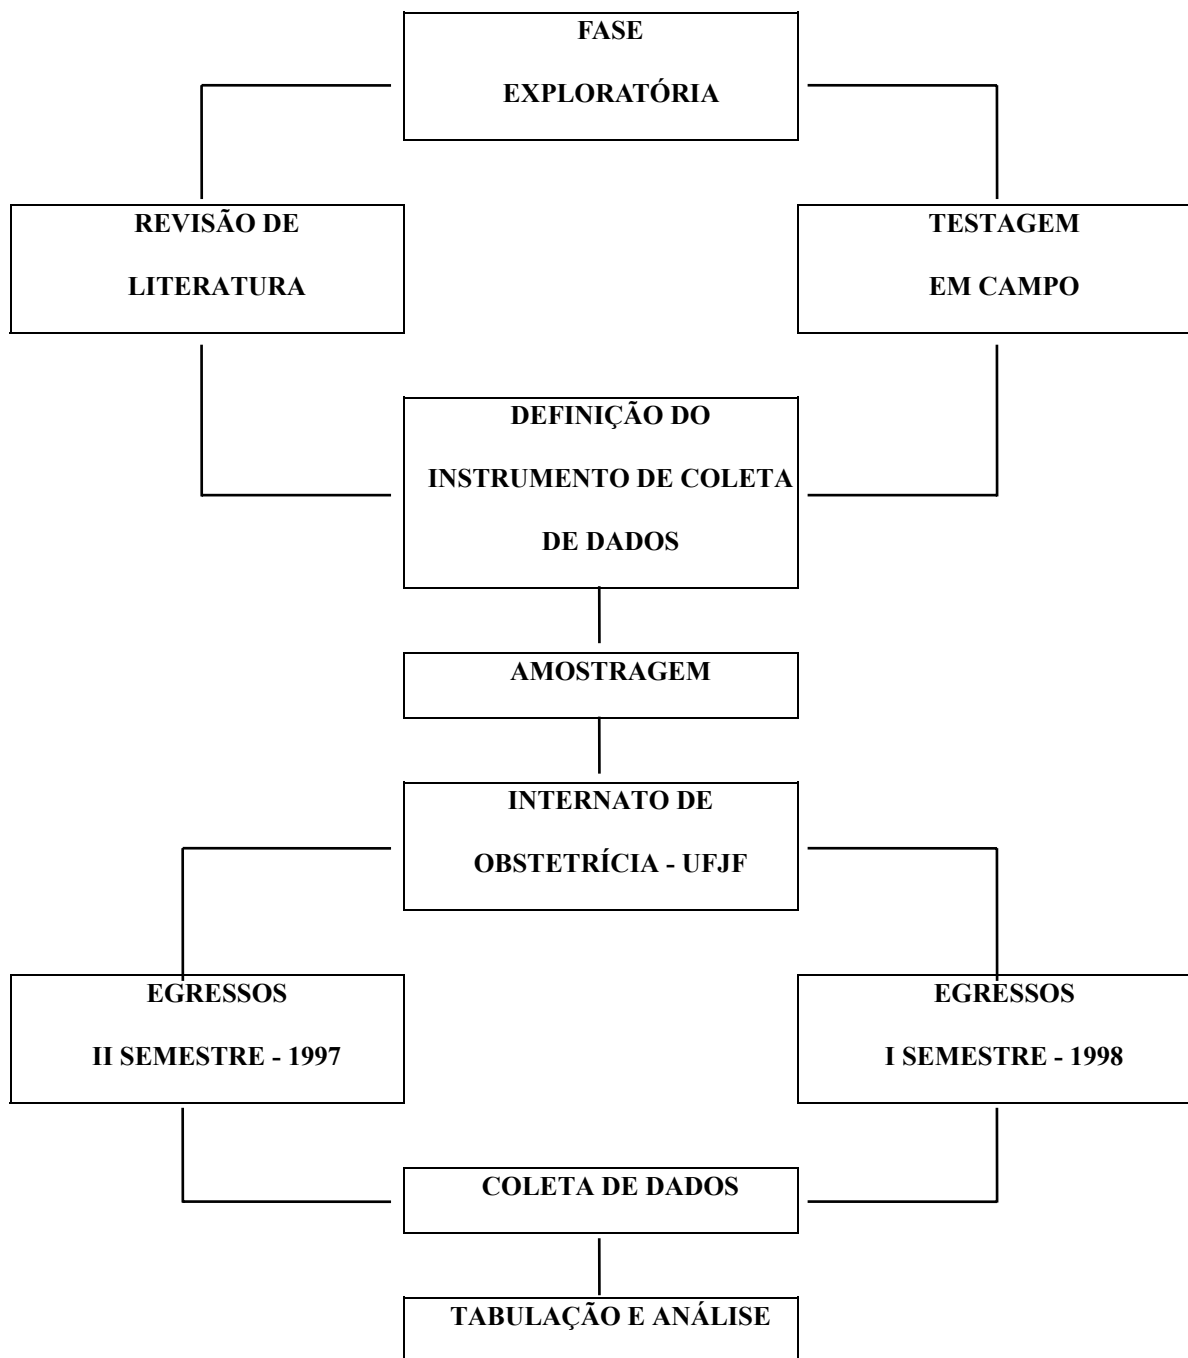 FASE
EXPLORATÓRIA
REVISÃO DE
LITERATURA
TESTAGEM
EM CAMPO
DEFINIÇÃO DO
INSTRUMENTO DE COLETA
DE DADOS
AMOSTRAGEM
INTERNATO DE
OBSTETRÍCIA - UFJF
EGRESSOS
II SEMESTRE - 1997
EGRESSOS
I SEMESTRE - 1998
COLETA DE DADOS
TABULAÇÃO E ANÁLISE